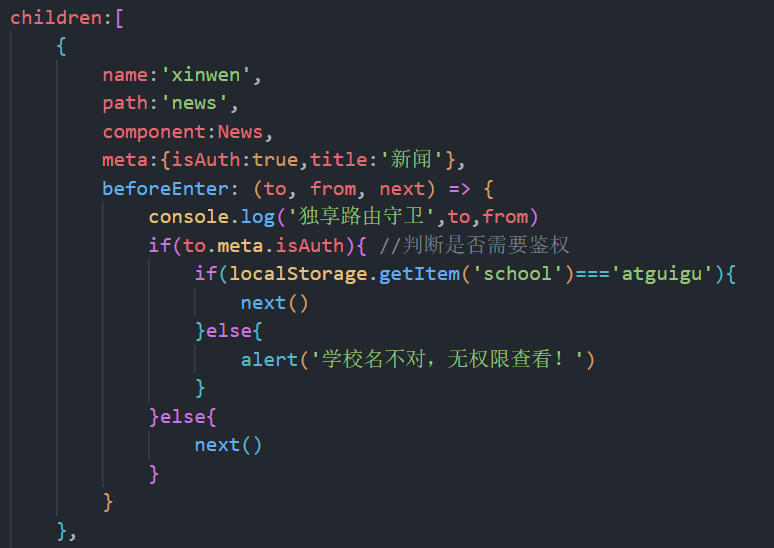 children:[
    {
        name:'xinwen',
        path:'news',
        component:News,
        meta:{isAuth:true,title:'新闻'},
        beforeEnter: (to, from, next) => {
            console.log('独享路由守卫',to,from)
            if(to.meta.isAuth){ //判断是否需要鉴权
                if(localStorage.getItem('school')==='atguigu'){
                    next()
                }else{
                    alert('学校名不对，无权限查看！')
                }
            }else{
                next()
            }
        }
    },